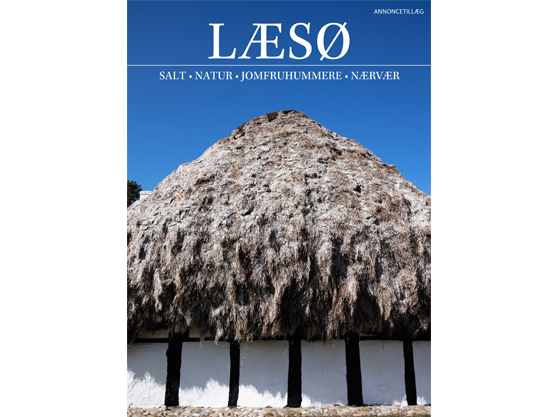 ANNONCETILLÆG
LÆSØ
SALT • NATUR • JOMFRUHUMMERE • NÆRVÆR